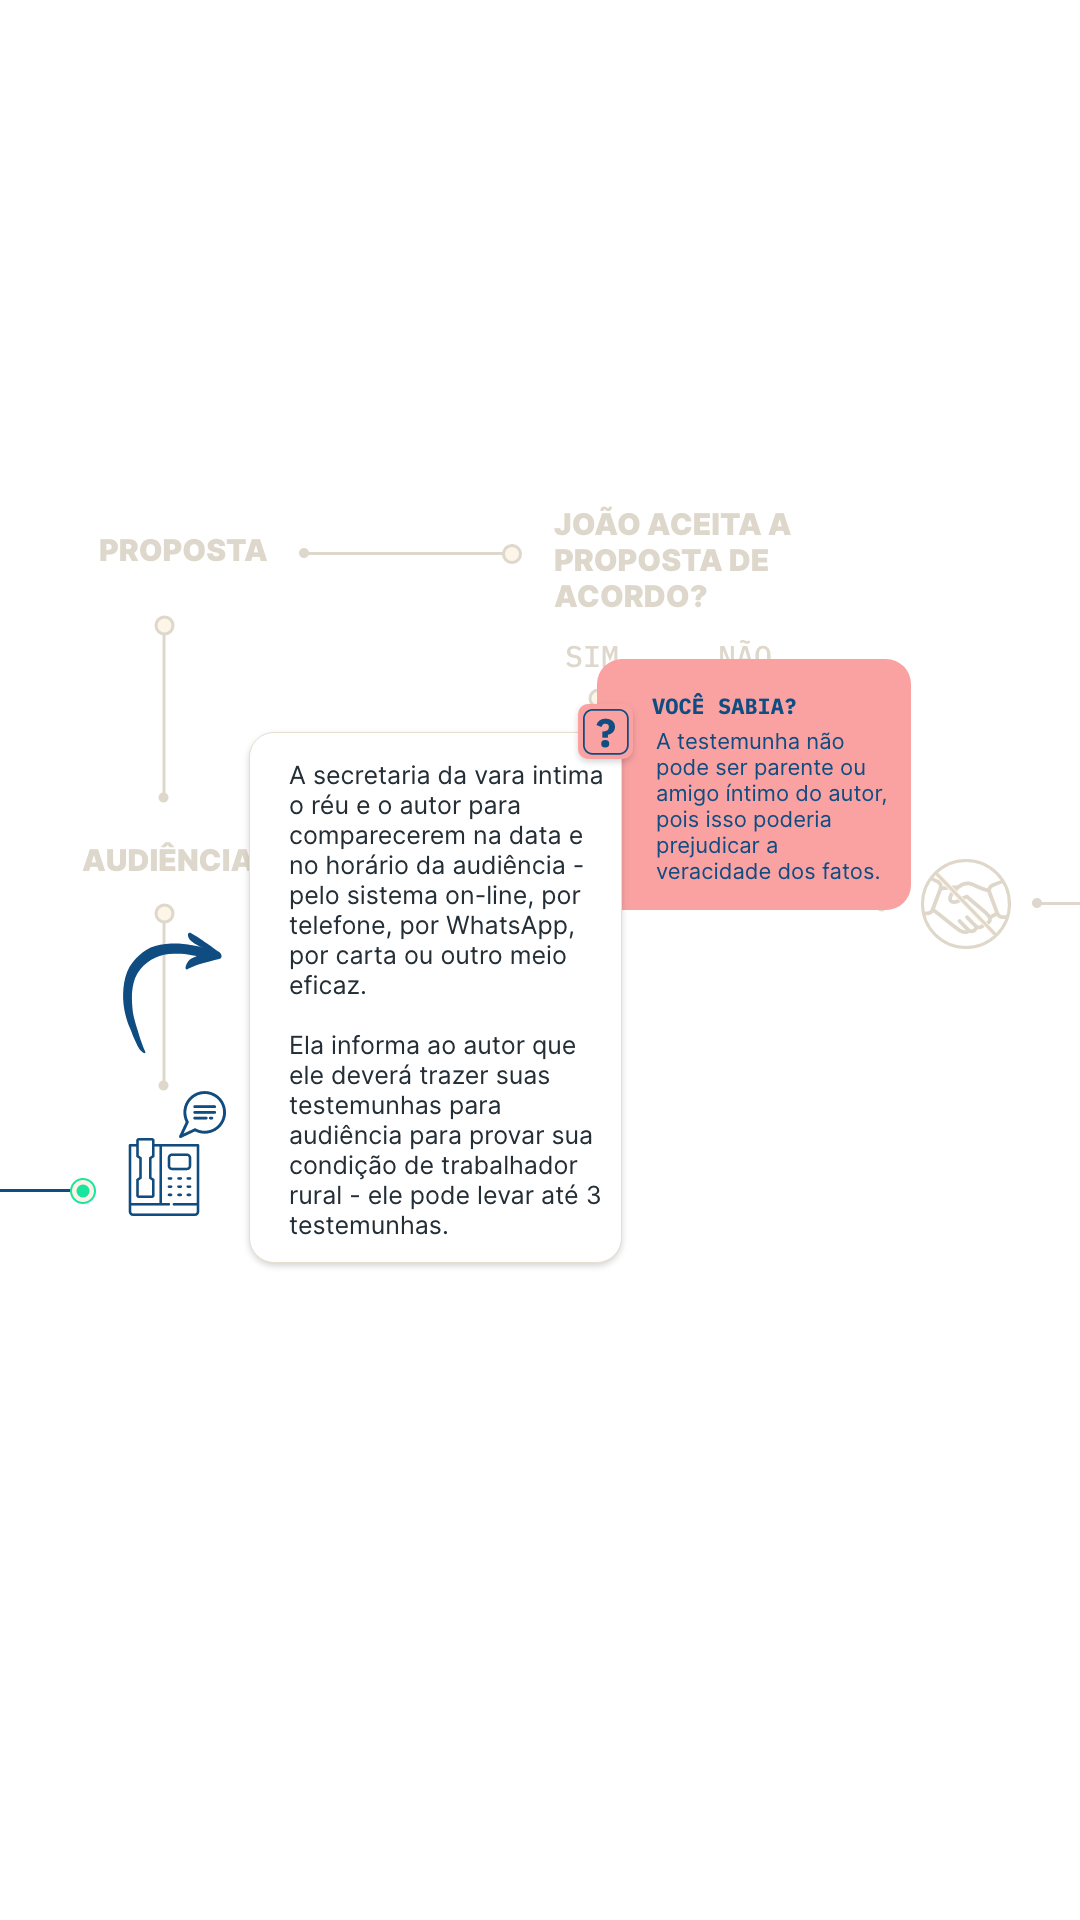 PROPOSTA
JOÃO ACEITA A
PROPOSTA DE
ACORDO?
SIM NÃO
?
VOCÊ SABIA?
A testemunha não
pode ser parente ou
amigo íntimo do autor,
pois isso poderia
prejudicar a
veracidade dos fatos.
AUDIÊNCIA
A secretaria da vara intima
o réu e o autor para
comparecerem na data e
no horário da audiência -
pelo sistema on-line, por
telefone, por WhatsApp,
por carta ou outro meio
eficaz.
Ela informa ao autor que
ele deverá trazer suas
testemunhas para
audiência para provar sua
condição de trabalhador
rural - ele pode levar até 3
testemunhas.